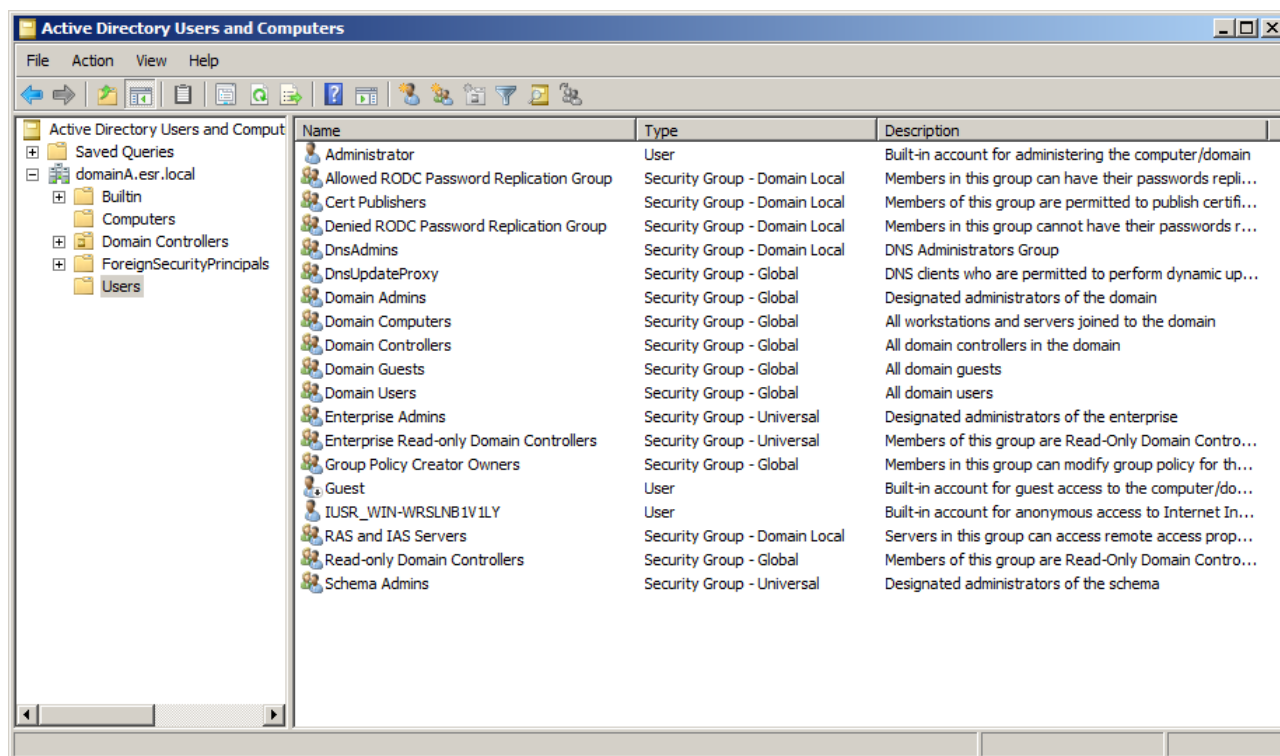 Active Directory Users and Computers
File Action View Help
Active Directory Users and Comput
Saved Queries
domainA.esr.local
Builtin
Computers
Domain Controllers
ForeignSecurityPrincipals
Users
Name Type Description
Administrator User Built-in account for administering the computer/domain
Allowed RODC Password Replication Group Security Group - Domain Local Members in this group can have their passwords repli...
Cert Publishers Security Group - Domain Local Members of this group are permitted to publish certifi...
Denied RODC Password Replication Group Security Group - Domain Local Members in this group cannot have their passwords r...
DnsAdmins Security Group - Domain Local DNS Administrators Group
DnsUpdateProxy Security Group - Global DNS clients who are permitted to perform dynamic up...
Domain Admins Security Group - Global Designated administrators of the domain
Domain Computers Security Group - Global All workstations and servers joined to the domain
Domain Controllers Security Group - Global All domain controllers in the domain
Domain Guests Security Group - Global All domain guests
Domain Users Security Group - Global All domain users
Enterprise Admins Security Group - Universal Designated administrators of the enterprise
Enterprise Read-only Domain Controllers Security Group - Universal Members of this group are Read-Only Domain Contro...
Group Policy Creator Owners Security Group - Global Members in this group can modify group policy for th...
Guest User Built-in account for guest access to the computer/do...
IUSR_WIN-WRSLNB1V1LY User Built-in account for anonymous access to Internet In...
RAS and IAS Servers Security Group - Domain Local Servers in this group can access remote access prop...
Read-only Domain Controllers Security Group - Global Members of this group are Read-Only Domain Contro...
Schema Admins Security Group - Universal Designated administrators of the schema